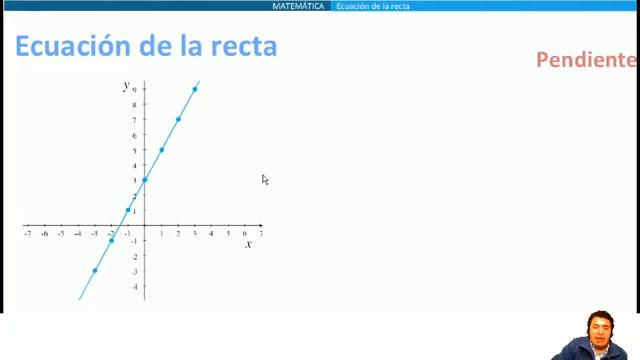 MATEMÁTICA Ecuación de la recta
Ecuación de la recta
Pendiente
y
9
8
7
6
5
4
3
2
1
-7 -6 -5 -4 -3 -2 -1 1 2 3 4 5 6 7
x
-1
-2
-3
-4